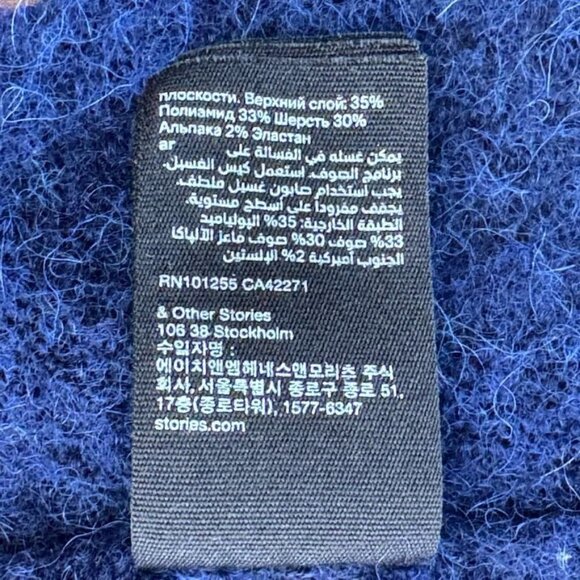 плоскости. Верхний слой: 35%
Полиамид 33% Шерсть 30%
Альпака 2% Эластан
ar
يمكن غسله في الغسالة على
برنامج الصوف. استعمل كيس الغسيل.
يجب استخدام صابون غسيل ملطف.
يجفف مفروداً على أسطح مستوية.
الطبقة الخارجية: 35% البولياميد
33% صوف 30% صوف ماعز الألپاكا
الجنوب أميركية 2% الإلستين
RN101255 CA42271
& Other Stories
106 38 Stockholm
수입자명 :
에이치앤엠헤네스앤모리츠 주식
회사, 서울특별시 종로구 종로 51,
17층(종로타워), 1577-6347
stories.com